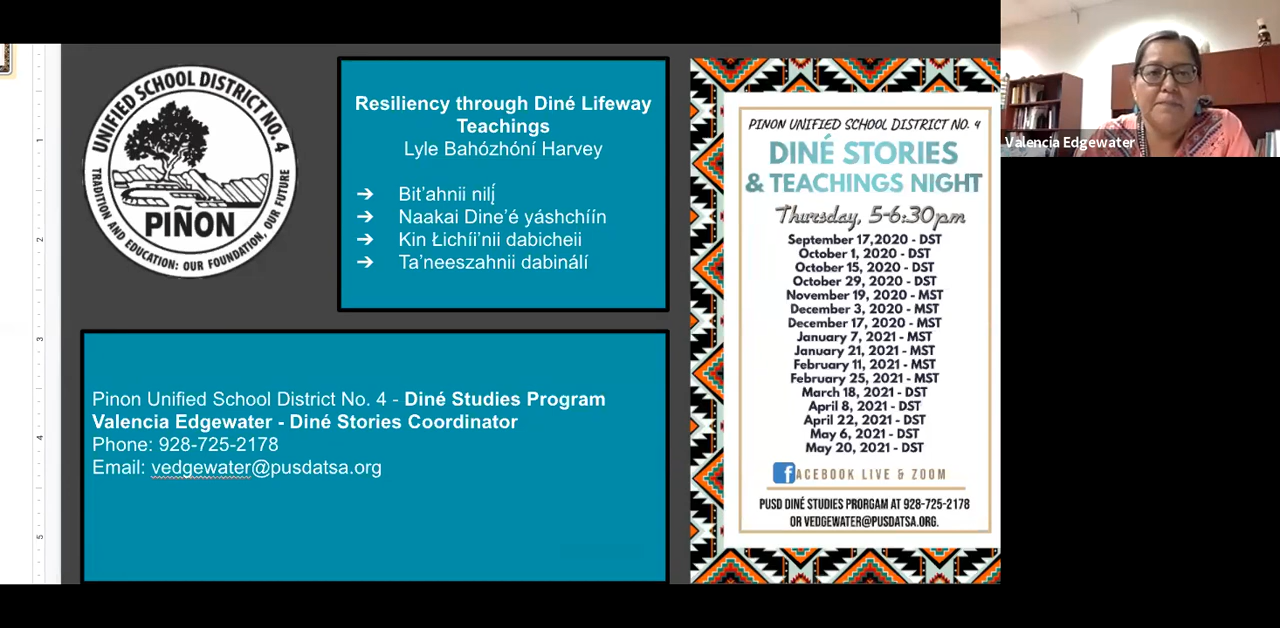 UNIFIED SCHOOL DISTRICT NO. 4
PIÑON
TRADITION AND EDUCATION: OUR FOUNDATION, OUR FUTURE
Resiliency through Diné Lifeway
Teachings
Lyle Bahózhóní Harvey
➔ Bit’ahnii nilį́
➔ Naakai Dine’é yáshchíín
➔ Kin Łichíi’nii dabicheii
➔ Ta’neeszahnii dabinálí
Pinon Unified School District No. 4 - Diné Studies Program
Valencia Edgewater - Diné Stories Coordinator
Phone: 928-725-2178
Email: vedgewater@pusdatsa.org
PINON UNIFIED SCHOOL DISTRICT NO. 4
DINÉ STORIES
& TEACHINGS NIGHT
Thursday, 5-6:30pm
September 17,2020 - DST
October 1, 2020 - DST
October 15, 2020 - DST
October 29, 2020 - DST
November 19, 2020 - MST
December 3, 2020 - MST
December 17, 2020 - MST
January 7, 2021 - MST
January 21, 2021 - MST
February 11, 2021 - MST
February 25, 2021 - MST
March 18, 2021 - DST
April 8, 2021 - DST
April 22, 2021 - DST
May 6, 2021 - DST
May 20, 2021 - DST
fACEBOOK LIVE & ZOOM
PUSD DINÉ STUDIES PRORGAM AT 928-725-2178
OR VEDGEWATER@PUSDATSA.ORG.
Valencia Edgewater
1
2
3
4
5